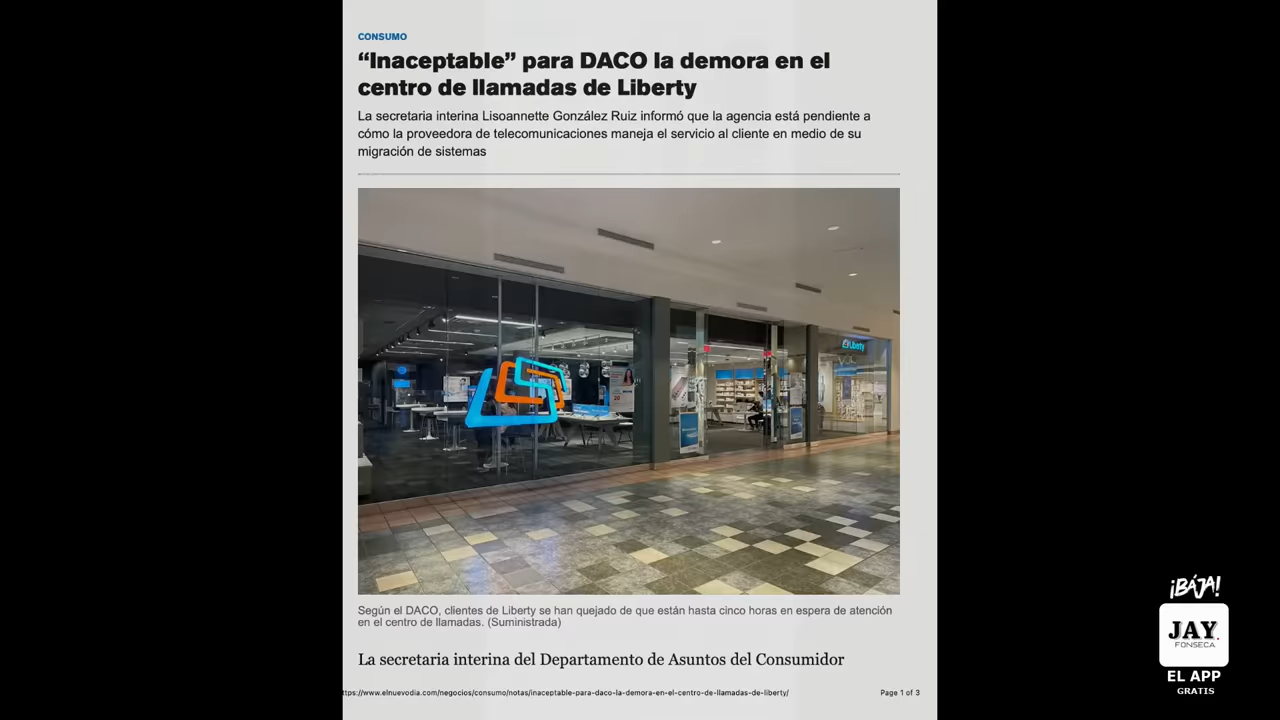 CONSUMO
“Inaceptable” para DACO la demora en el
centro de llamadas de Liberty
La secretaria interina Lisoannette González Ruiz informó que la agencia está pendiente a
cómo la proveedora de telecomunicaciones maneja el servicio al cliente en medio de su
migración de sistemas
Liberty
Según el DACO, clientes de Liberty se han quejado de que están hasta cinco horas en espera de atención
en el centro de llamadas. (Suministrada)
La secretaria interina del Departamento de Asuntos del Consumidor
ttps://www.elnuevodia.com/negocios/consumo/notas/inaceptable-para-daco-la-demora-en-el-centro-de-llamadas-de-liberty/
Page 1 of 3
¡BÁJA!
JAY.
FONSECA
EL APP
GRATIS